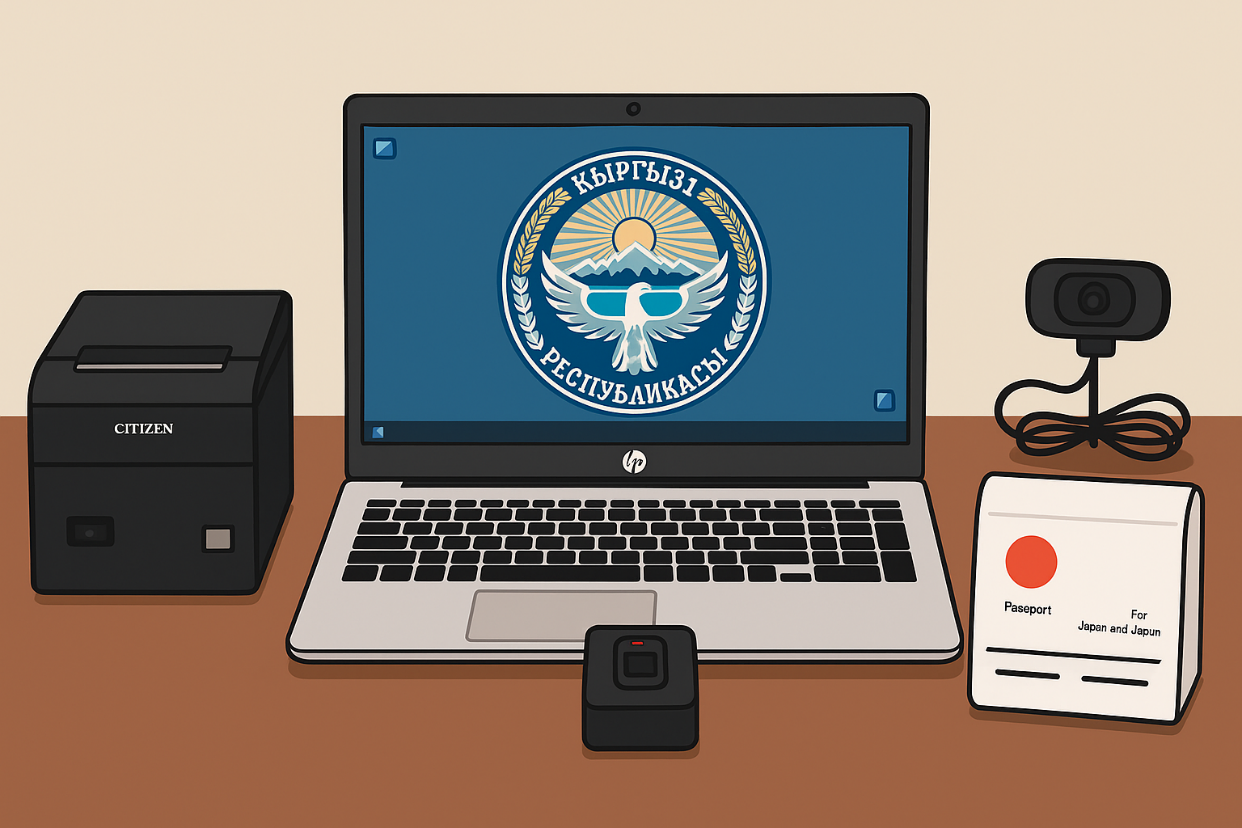 КЫРГЫЗ1
РЕСПУБЛИКАСЫ
CITIZEN
hp
Paseport
For
Japan and Japun